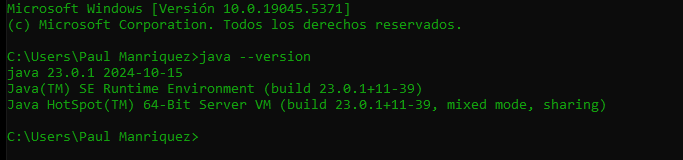 Microsoft Windows [Versión 10.0.19045.5371]
(c) Microsoft Corporation. Todos los derechos reservados.
C:\Users\Paul Manriquez>java --version
java 23.0.1 2024-10-15
Java(TM) SE Runtime Environment (build 23.0.1+11-39)
Java HotSpot(TM) 64-Bit Server VM (build 23.0.1+11-39, mixed mode, sharing)
C:\Users\Paul Manriquez>